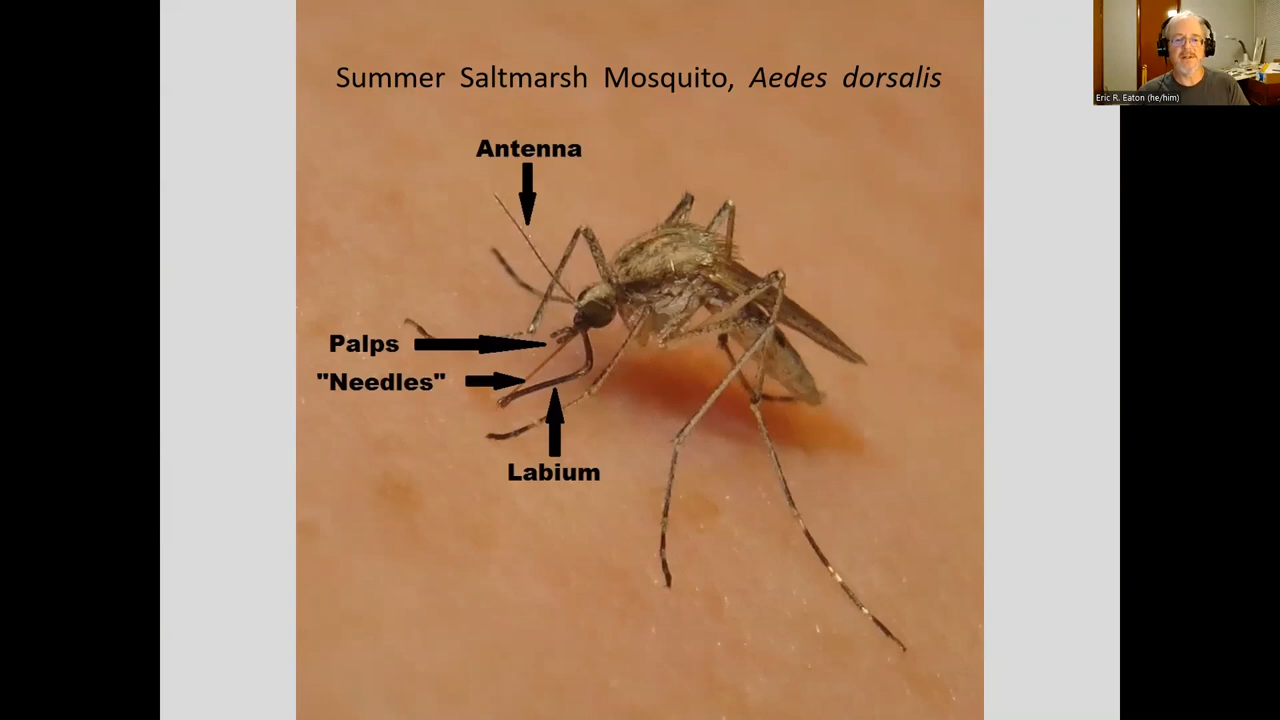 Summer Saltmarsh Mosquito, Aedes dorsalis
Eric R. Eaton (he/him)
Antenna
Palps
"Needles"
Labium